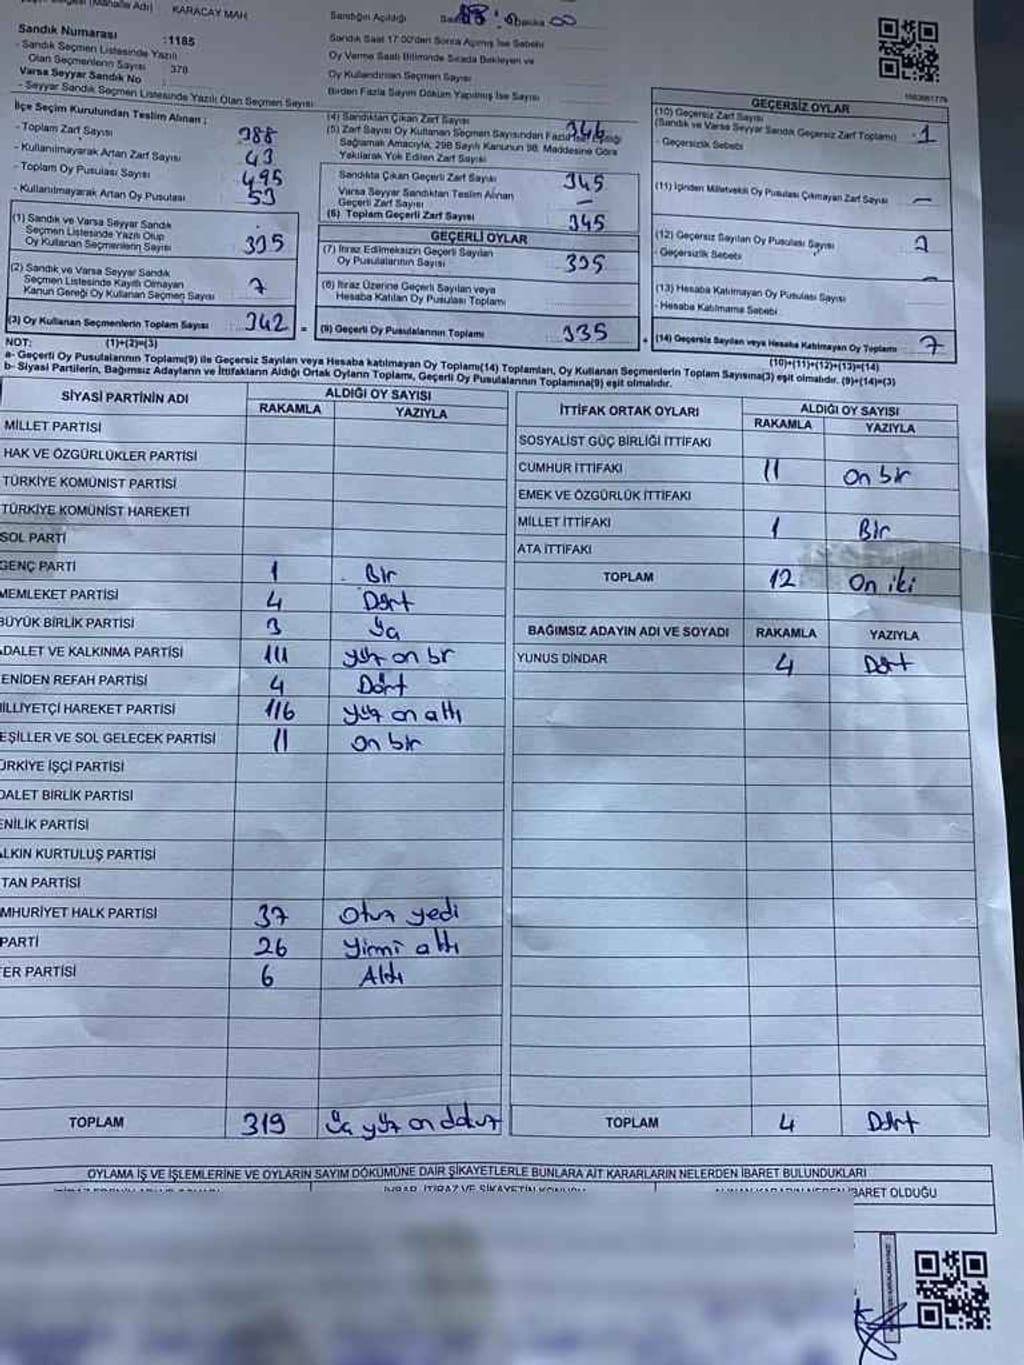 KARACAY MAH
Sandık Numarası :1185
- Sandık Seçmen Listesinde Yazılı
Olan Seçmenlerin Sayısı 378
Varsa Seyyar Sandık No
- Seyyar Sandık Seçmen Listesinde Yazılı Olan Seçmen Sayısı
Sandığın Açıldığı
Sandık Saat 17:00'den Sonra Açılmış İse Sebebi
Oy Verme Saati Bitiminde Sırada Bekleyen ve
Oy Kullandırılan Seçmen Sayısı
Birden Fazla Sayım Döküm Yapılmış İse Sayısı
İlçe Seçim Kurulundan Teslim Alınan ;
- Toplam Zarf Sayısı 388
- Kullanılmayarak Artan Zarf Sayısı 43
- Toplam Oy Pusulası Sayısı 495
- Kullanılmayarak Artan Oy Pusulası 53
(1) Sandık ve Varsa Seyyar Sandık
Seçmen Listesinde Yazılı Olup
Oy Kullanan Seçmenlerin Sayısı 335
(2) Sandık ve Varsa Seyyar Sandık
Seçmen Listesinde Kayıtlı Olmayan
Kanun Gereği Oy Kullanan Seçmen Sayısı 7
(3) Oy Kullanan Seçmenlerin Toplam Sayısı 342 =
(4) Sandıktan Çıkan Zarf Sayısı 346
(5) Zarf Sayısı Oy Kullanan Seçmen Sayısından Fazla İse Eşitliği
Sağlamak Amacıyla, 298 Sayılı Kanunun 98. Maddesine Göre
Yakılarak Yok Edilen Zarf Sayısı
Sandıkta Çıkan Geçerli Zarf Sayısı 345
Varsa Seyyar Sandıktan Teslim Alınan
Geçerli Zarf Sayısı —
(6) Toplam Geçerli Zarf Sayısı 345
GEÇERLİ OYLAR
(7) İtiraz Edilmeksizin Geçerli Sayılan
Oy Pusulalarının Sayısı 335
(8) İtiraz Üzerine Geçerli Sayılan veya
Hesaba Katılan Oy Pusulası Toplamı
(9) Geçerli Oy Pusulalarının Toplamı 335 +
GEÇERSİZ OYLAR
(10) Geçersiz Zarf Sayısı
(Sandık ve Varsa Seyyar Sandık Geçersiz Zarf Toplamı) 1
- Geçersizlik Sebebi
(11) İçinden Milletvekili Oy Pusulası Çıkmayan Zarf Sayısı —
(12) Geçersiz Sayılan Oy Pusulası Sayısı 7
- Geçersizlik Sebebi
(13) Hesaba Katılmayan Oy Pusulası Sayısı —
- Hesaba Katılmama Sebebi
(14) Geçersiz Sayılan veya Hesaba Katılmayan Oy Toplamı 7
NOT: (1)+(2)=(3) (10)+(11)+(12)+(13)=(14)
a- Geçerli Oy Pusulalarının Toplamı(9) ile Geçersiz Sayılan veya Hesaba katılmayan Oy Toplamı(14) Toplamları, Oy Kullanan Seçmenlerin Toplam Sayısına(3) eşit olmalıdır. (9)+(14)=(3)
b- Siyasi Partilerin, Bağımsız Adayların ve İttifakların Aldığı Ortak Oyların Toplamı, Geçerli Oy Pusulalarının Toplamına(9) eşit olmalıdır.
SİYASİ PARTİNİN ADI ALDIĞI OY SAYISI
RAKAMLA YAZIYLA
MİLLET PARTİSİ
HAK VE ÖZGÜRLÜKLER PARTİSİ
TÜRKİYE KOMÜNİST PARTİSİ
TÜRKİYE KOMÜNİST HAREKETİ
SOL PARTİ
GENÇ PARTİ 1 Bir
MEMLEKET PARTİSİ 4 Dört
BÜYÜK BİRLİK PARTİSİ 3 Üç
ADALET VE KALKINMA PARTİSİ 111 yüz on bir
ENİDEN REFAH PARTİSİ 4 Dört
İLLİYETÇİ HAREKET PARTİSİ 116 yüz on altı
EŞİLLER VE SOL GELECEK PARTİSİ 11 on bir
ÜRKİYE İŞÇİ PARTİSİ
DALET BİRLİK PARTİSİ
ENİLİK PARTİSİ
ALKIN KURTULUŞ PARTİSİ
TAN PARTİSİ
MHURİYET HALK PARTİSİ 37 Otuz yedi
PARTİ 26 Yirmi altı
ER PARTİSİ 6 Altı
TOPLAM 319 Üç yüz on dokuz
İTTİFAK ORTAK OYLARI ALDIĞI OY SAYISI
RAKAMLA YAZIYLA
SOSYALİST GÜÇ BİRLİĞİ İTTİFAKI
CUMHUR İTTİFAKI 11 On bir
EMEK VE ÖZGÜRLÜK İTTİFAKI
MİLLET İTTİFAKI 1 Bir
ATA İTTİFAKI
TOPLAM 12 On iki
BAĞIMSIZ ADAYIN ADI VE SOYADI RAKAMLA YAZIYLA
YUNUS DİNDAR 4 Dört
TOPLAM 4 Dört
OYLAMA İŞ VE İŞLEMLERİNE VE OYLARIN SAYIM DÖKÜMÜNE DAİR ŞİKAYETLERLE BUNLARA AİT KARARLARIN NELERDEN İBARET BULUNDUKLARI
İHBAR, İTİRAZ VE ŞİKAYETİN KONUSU
ALINAN KARARIN NEDEN İBARET OLDUĞU